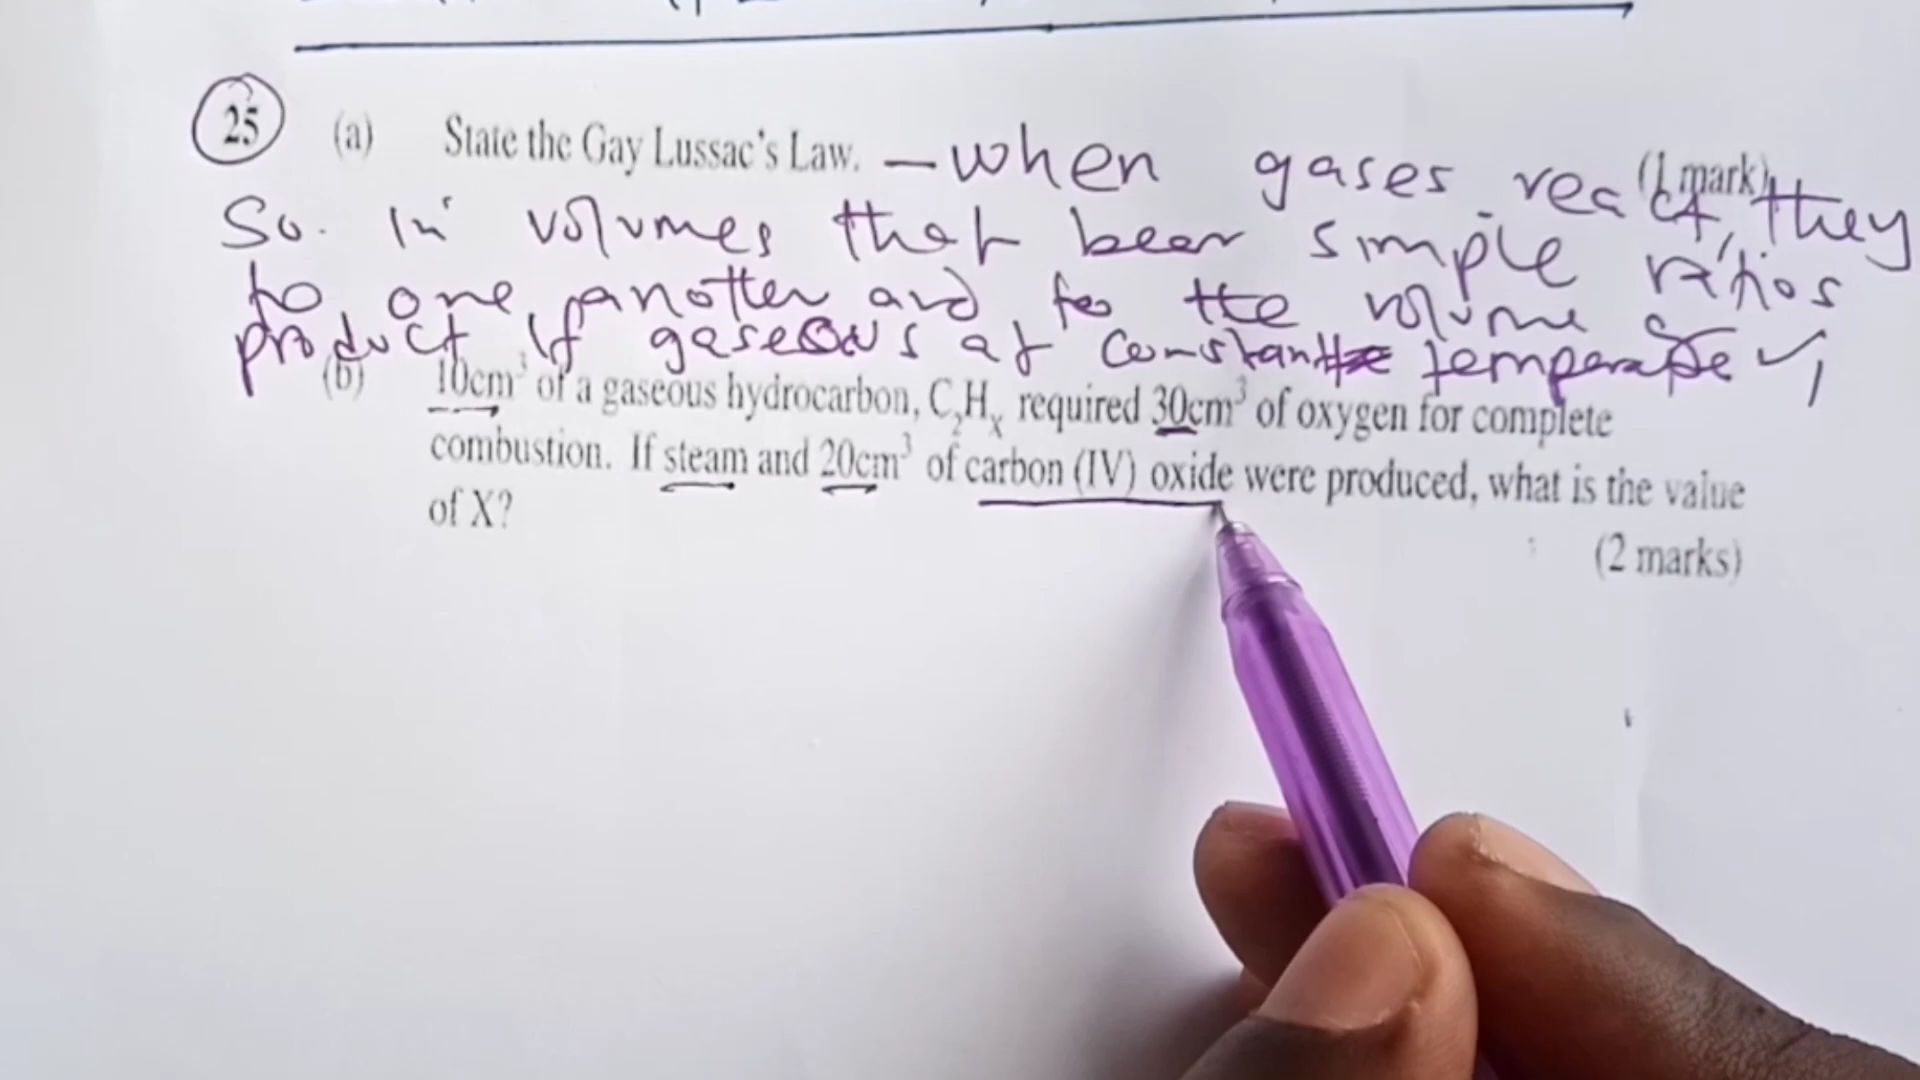 25 (a) State the Gay Lussac's Law. – when gases react, they (1 mark)
So in volumes that bear simple ratios
to one another and to the volume of
product if gaseous at constant temperature
(b) 10cm³ of a gaseous hydrocarbon, C₂Hₓ required 30cm³ of oxygen for complete
combustion. If steam and 20cm³ of carbon (IV) oxide were produced, what is the value
of X?
(2 marks)